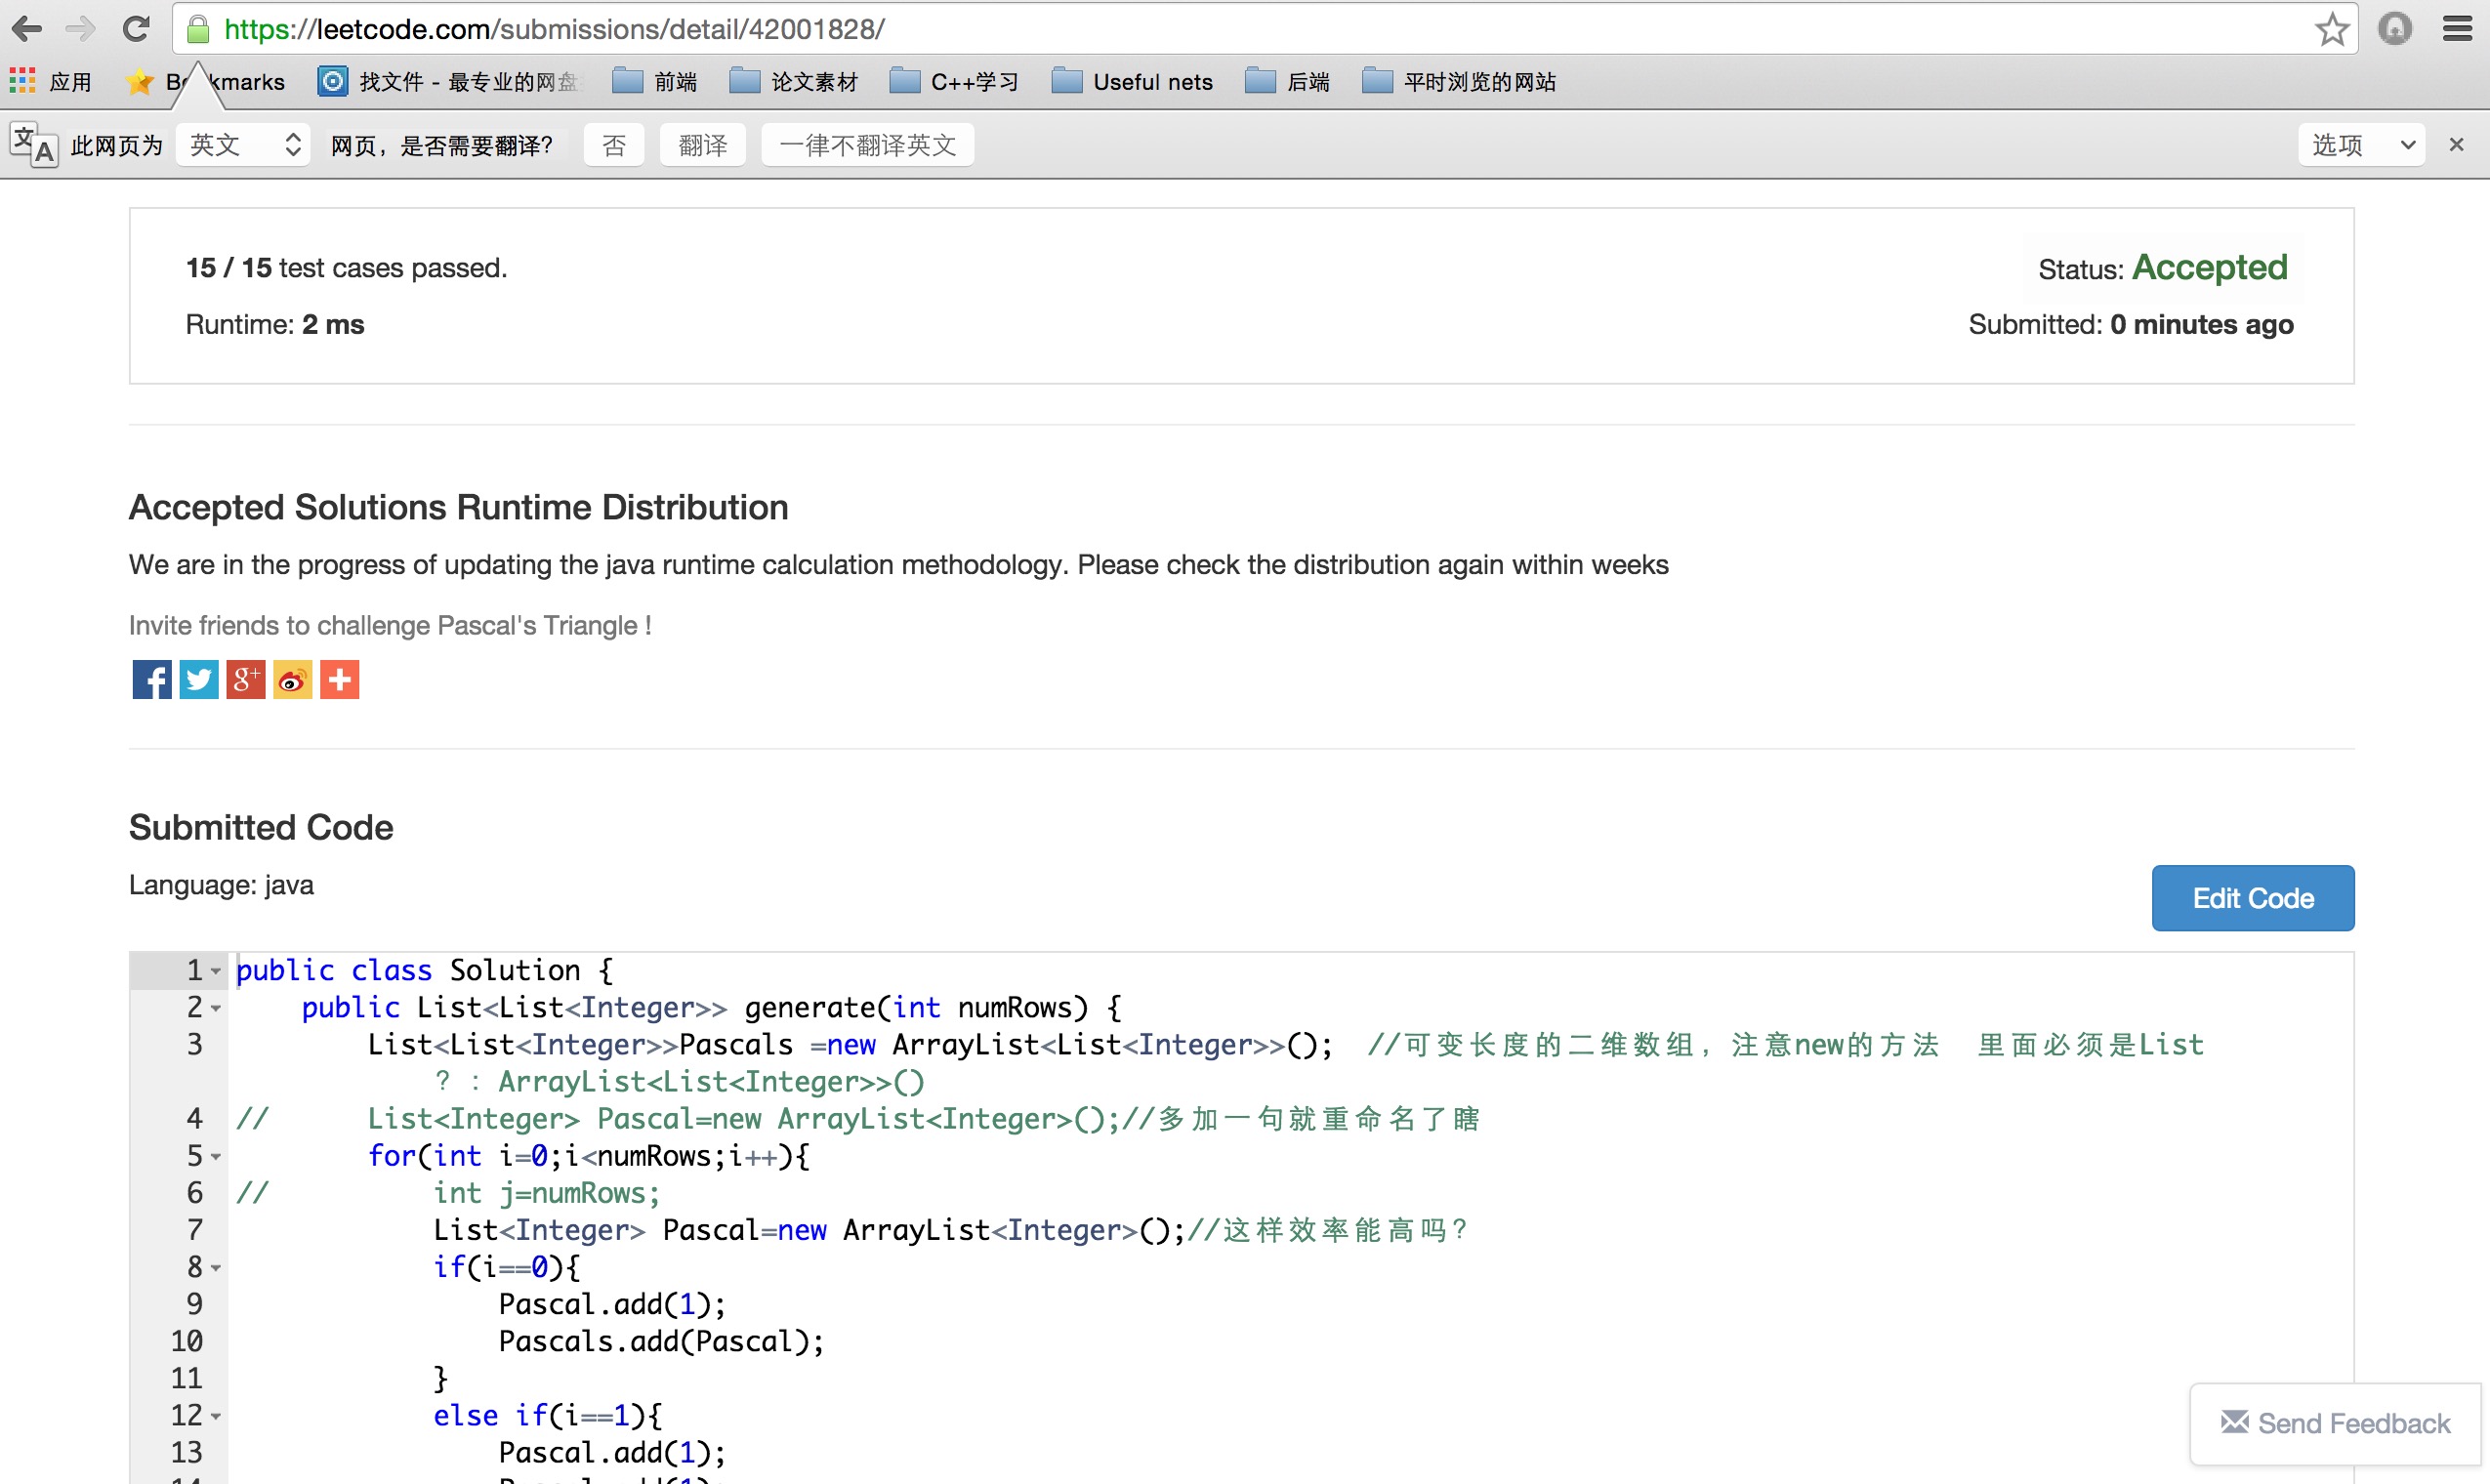 https://leetcode.com/submissions/detail/42001828/
应用 Bo kmarks 找文件 - 最专业的网盘 前端 论文素材 C++学习 Useful nets 后端 平时浏览的网站
此网页为 英文 网页，是否需要翻译? 否 翻译 一律不翻译英文 选项
15 / 15 test cases passed. Status: Accepted
Runtime: 2 ms Submitted: 0 minutes ago
Accepted Solutions Runtime Distribution
We are in the progress of updating the java runtime calculation methodology. Please check the distribution again within weeks
Invite friends to challenge Pascal's Triangle !
Submitted Code
Language: java
Edit Code
1 public class Solution {
2 public List<List<Integer>> generate(int numRows) {
3 List<List<Integer>>Pascals =new ArrayList<List<Integer>>(); //可变长度的二维数组，注意new的方法 里面必须是List
? : ArrayList<List<Integer>>()
4 // List<Integer> Pascal=new ArrayList<Integer>();//多加一句就重命名了瞎
5 for(int i=0;i<numRows;i++){
6 // int j=numRows;
7 List<Integer> Pascal=new ArrayList<Integer>();//这样效率能高吗?
8 if(i==0){
9 Pascal.add(1);
10 Pascals.add(Pascal);
11 }
12 else if(i==1){
13 Pascal.add(1);
Send Feedback